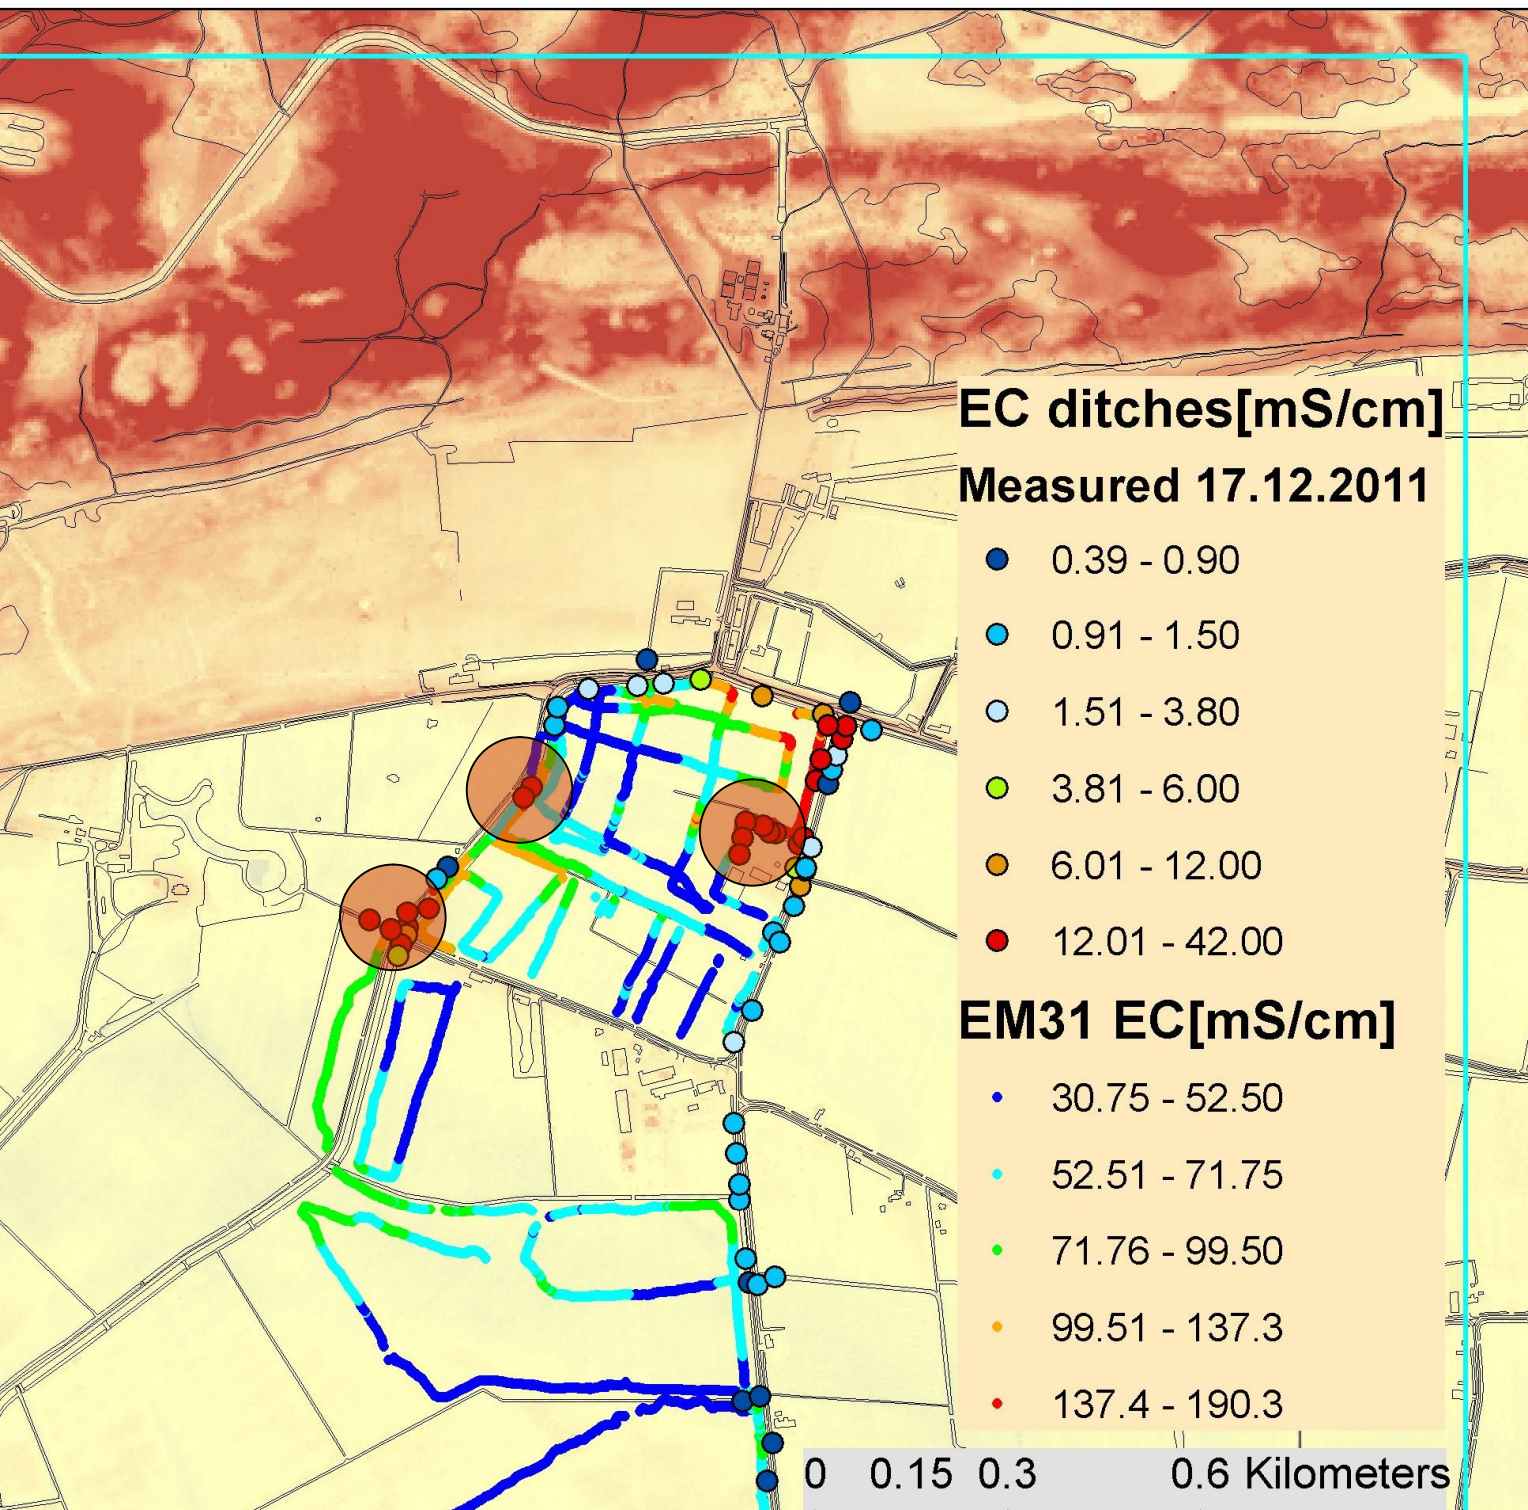 EC ditches[mS/cm]
Measured 17.12.2011
0.39 - 0.90
0.91 - 1.50
1.51 - 3.80
3.81 - 6.00
6.01 - 12.00
12.01 - 42.00
EM31 EC[mS/cm]
30.75 - 52.50
52.51 - 71.75
71.76 - 99.50
99.51 - 137.3
137.4 - 190.3
0 0.15 0.3 0.6 Kilometers